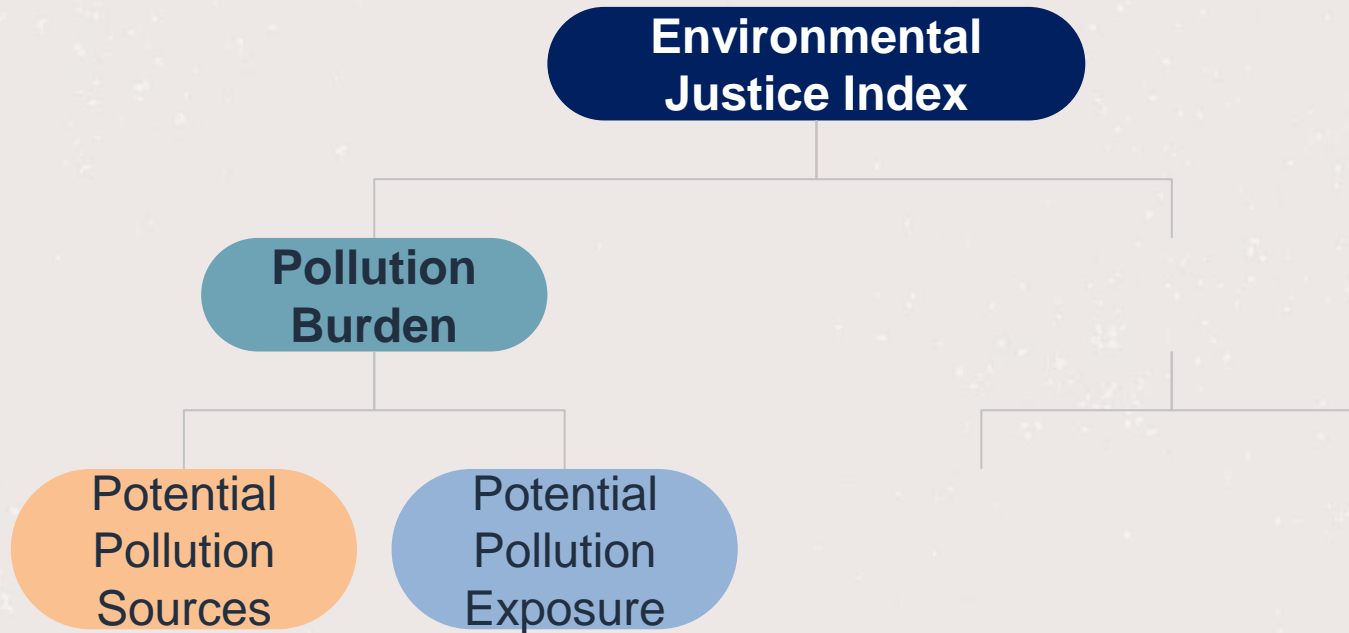 Environmental
Justice Index
Pollution
Burden
Potential
Pollution
Sources
Potential
Pollution
Exposure